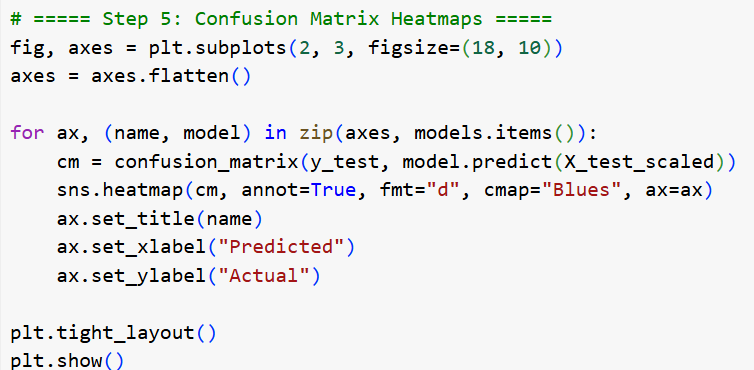 # ===== Step 5: Confusion Matrix Heatmaps =====
fig, axes = plt.subplots(2, 3, figsize=(18, 10))
axes = axes.flatten()

for ax, (name, model) in zip(axes, models.items()):
    cm = confusion_matrix(y_test, model.predict(X_test_scaled))
    sns.heatmap(cm, annot=True, fmt="d", cmap="Blues", ax=ax)
    ax.set_title(name)
    ax.set_xlabel("Predicted")
    ax.set_ylabel("Actual")

plt.tight_layout()
plt.show()